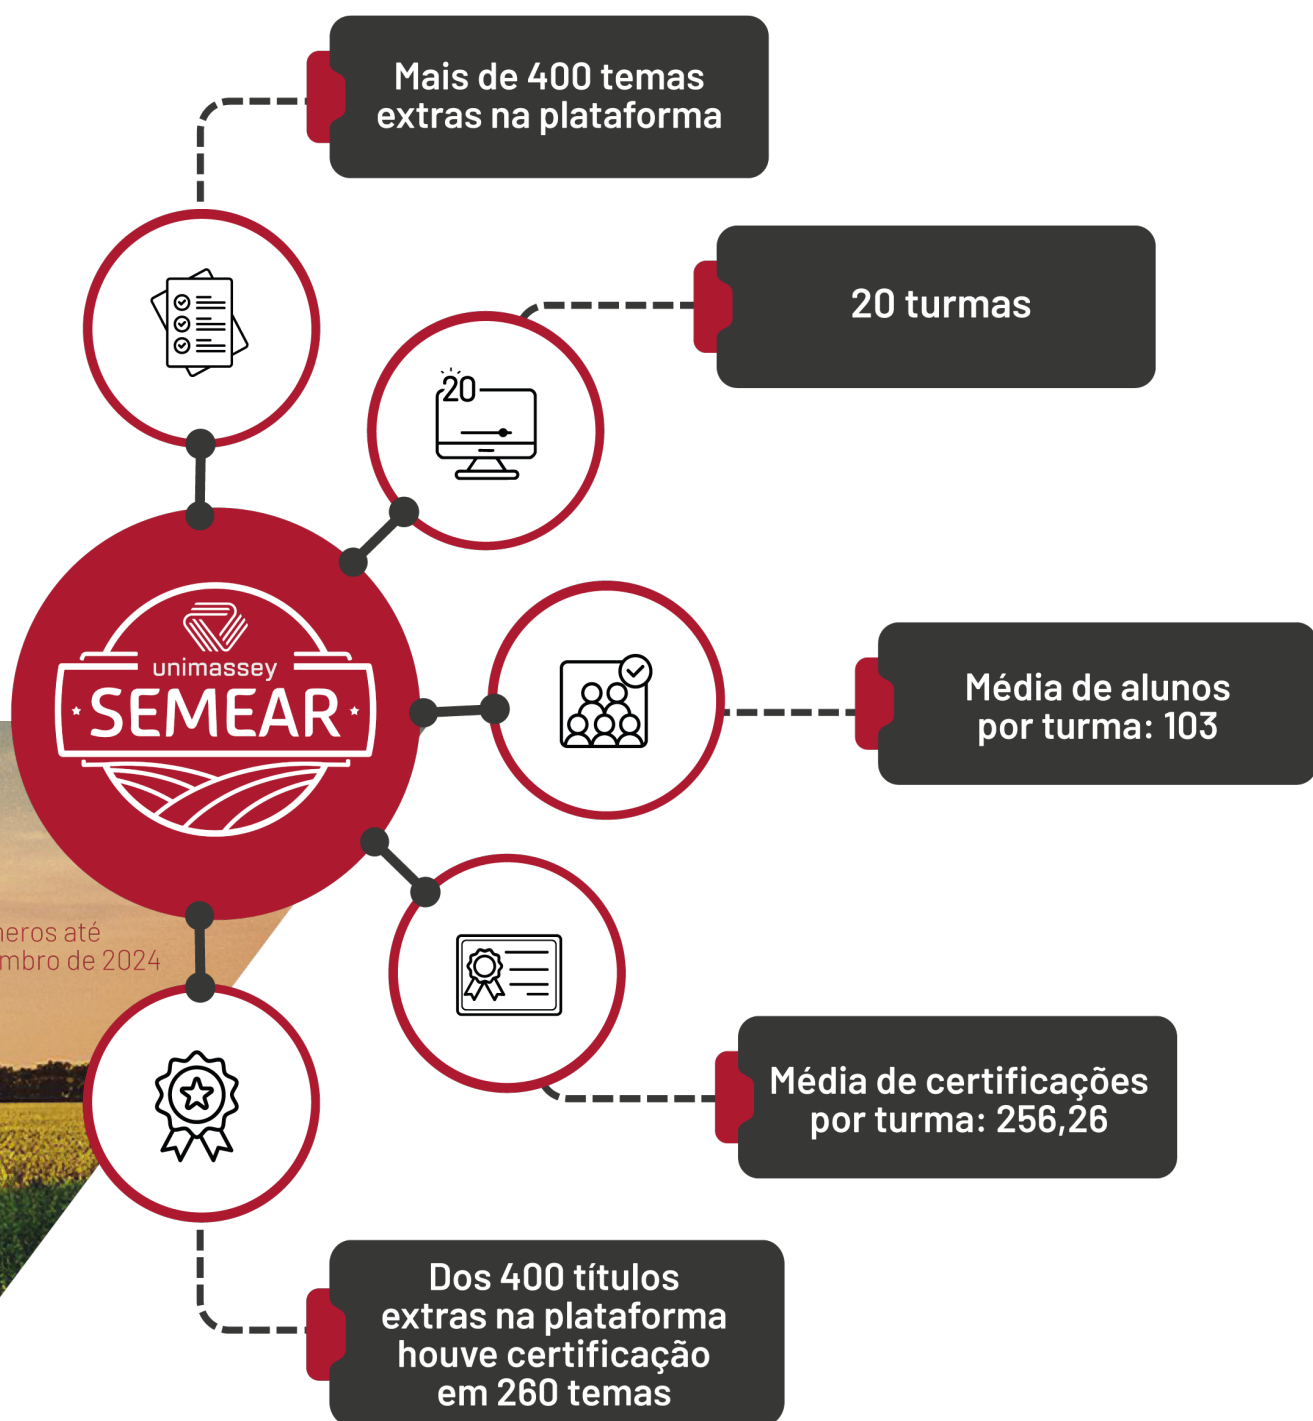 Mais de 400 temas
extras na plataforma
20 turmas
20
unimassey
SEMEAR
Média de alunos
por turma: 103
até
de 2024
Média de certificações
por turma: 256,26
Dos 400 títulos
extras na plataforma
houve certificação
em 260 temas